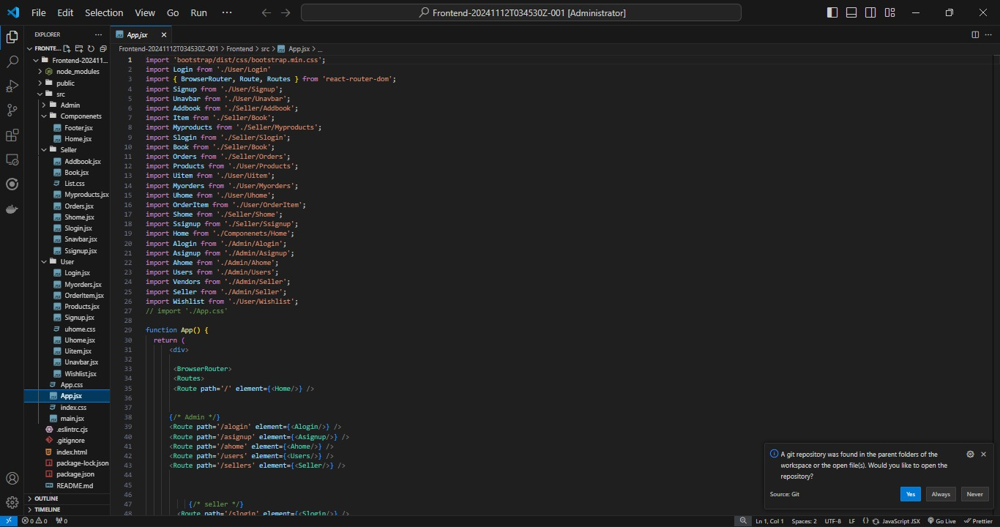 File Edit Selection View Go Run ··· Frontend-20241112T034530Z-001 [Administrator]
EXPLORER ···
App.jsx
FRONTE...
Frontend-202411...
node_modules
public
src
Admin
Componenets
Footer.jsx
Home.jsx
Seller
Addbook.jsx
Book.jsx
List.css
Myproducts.jsx
Orders.jsx
Shome.jsx
Slogin.jsx
Snavbar.jsx
Ssignup.jsx
User
Login.jsx
Myorders.jsx
OrderItem.jsx
Products.jsx
Signup.jsx
uhome.css
Uhome.jsx
Uitem.jsx
Unavbar.jsx
Wishlist.jsx
App.css
App.jsx
index.css
main.jsx
.eslintrc.cjs
.gitignore
index.html
package-lock.json
package.json
README.md
OUTLINE
TIMELINE
Frontend-20241112T034530Z-001 > Frontend > src > App.jsx > ...
1 import 'bootstrap/dist/css/bootstrap.min.css';
2 import Login from './User/Login'
3 import { BrowserRouter, Route, Routes } from 'react-router-dom';
4 import Signup from './User/Signup';
5 import Unavbar from './User/Unavbar';
6 import Addbook from './Seller/Addbook';
7 import Item from './Seller/Book';
8 import Myproducts from './Seller/Myproducts';
9 import Slogin from './Seller/Slogin';
10 import Book from './Seller/Book';
11 import Orders from './Seller/Orders';
12 import Products from './User/Products';
13 import Uitem from './User/Uitem';
14 import Myorders from './User/Myorders';
15 import Uhome from './User/Uhome';
16 import OrderItem from './User/OrderItem';
17 import Shome from './Seller/Shome';
18 import Ssignup from './Seller/Ssignup';
19 import Home from './Componenets/Home';
20 import Alogin from './Admin/Alogin';
21 import Asignup from './Admin/Asignup';
22 import Ahome from './Admin/Ahome';
23 import Users from './Admin/Users';
24 import Vendors from './Admin/Seller';
25 import Seller from './Admin/Seller';
26 import Wishlist from './User/Wishlist';
27 // import './App.css'
28
29 function App() {
30 return (
31 <div>
32
33 <BrowserRouter>
34 <Routes>
35 <Route path='/' element={<Home/>} />
36
37
38 {/* Admin */}
39 <Route path='/alogin' element={<Alogin/>} />
40 <Route path='/asignup' element={<Asignup/>} />
41 <Route path='/ahome' element={<Ahome/>} />
42 <Route path='/users' element={<Users/>} />
43 <Route path='/sellers' element={<Seller/>} />
44
45
46
47 {/* seller */}
48 <Route path='/slogin' element={<Slogin/>} />
A git repository was found in the parent folders of the
workspace or the open file(s). Would you like to open the
repository?
Source: Git Yes Always Never
0 0 0 Ln 1, Col 1 Spaces: 2 UTF-8 LF {} JavaScript JSX Go Live Prettier